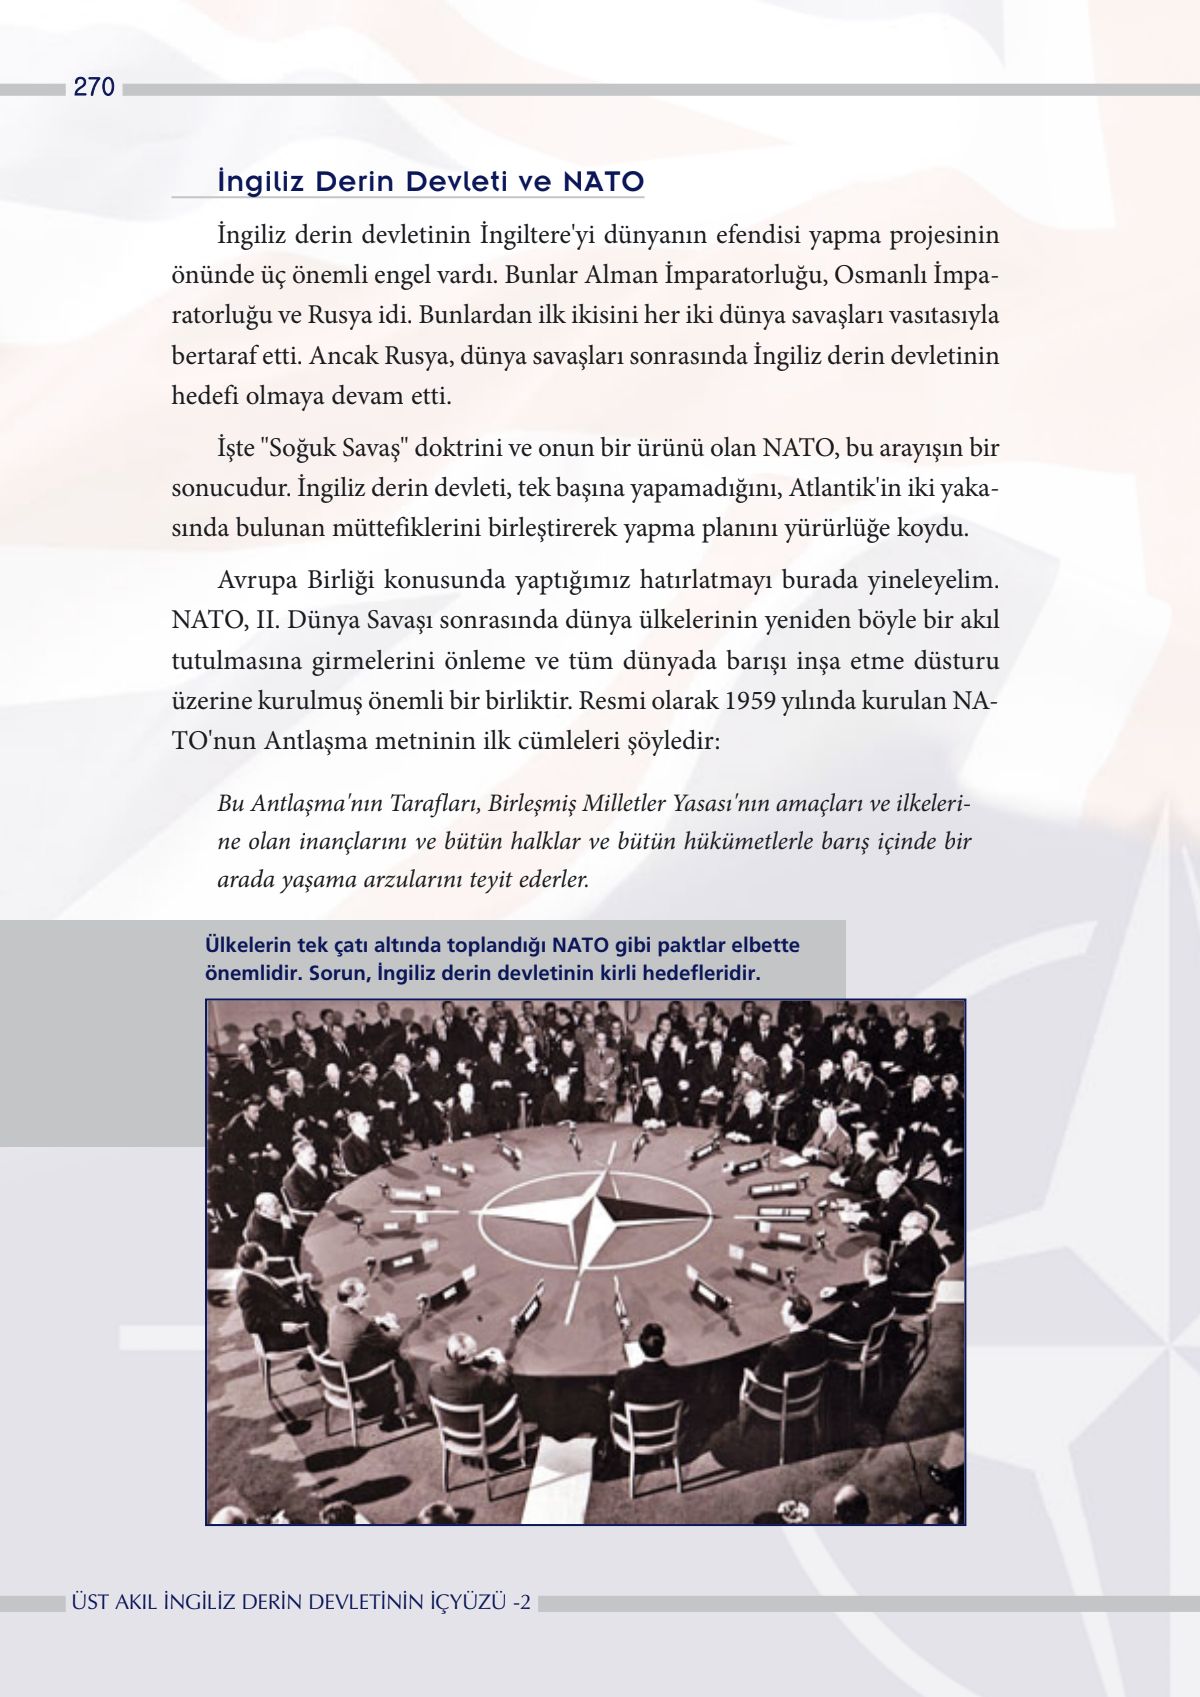 270
İngiliz Derin Devleti ve NATO
İngiliz derin devletinin İngiltere'yi dünyanın efendisi yapma projesinin
önünde üç önemli engel vardı. Bunlar Alman İmparatorluğu, Osmanlı İmpa-
ratorluğu ve Rusya idi. Bunlardan ilk ikisini her iki dünya savaşları vasıtasıyla
bertaraf etti. Ancak Rusya, dünya savaşları sonrasında İngiliz derin devletinin
hedefi olmaya devam etti.
İşte "Soğuk Savaş" doktrini ve onun bir ürünü olan NATO, bu arayışın bir
sonucudur. İngiliz derin devleti, tek başına yapamadığını, Atlantik'in iki yaka-
sında bulunan müttefiklerini birleştirerek yapma planını yürürlüğe koydu.
Avrupa Birliği konusunda yaptığımız hatırlatmayı burada yineleyelim.
NATO, II. Dünya Savaşı sonrasında dünya ülkelerinin yeniden böyle bir akıl
tutulmasına girmelerini önleme ve tüm dünyada barışı inşa etme düsturu
üzerine kurulmuş önemli bir birliktir. Resmi olarak 1959 yılında kurulan NA-
TO'nun Antlaşma metninin ilk cümleleri şöyledir:
Bu Antlaşma'nın Tarafları, Birleşmiş Milletler Yasası'nın amaçları ve ilkeleri-
ne olan inançlarını ve bütün halklar ve bütün hükümetlerle barış içinde bir
arada yaşama arzularını teyit ederler.
Ülkelerin tek çatı altında toplandığı NATO gibi paktlar elbette
önemlidir. Sorun, İngiliz derin devletinin kirli hedefleridir.
ÜST AKIL İNGİLİZ DERİN DEVLETİNİN İÇYÜZÜ -2